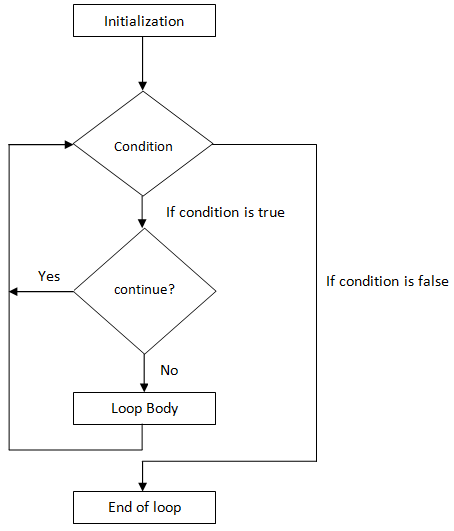 Initialization
Condition
If condition is true
If condition is false
Yes
continue?
No
Loop Body
End of loop